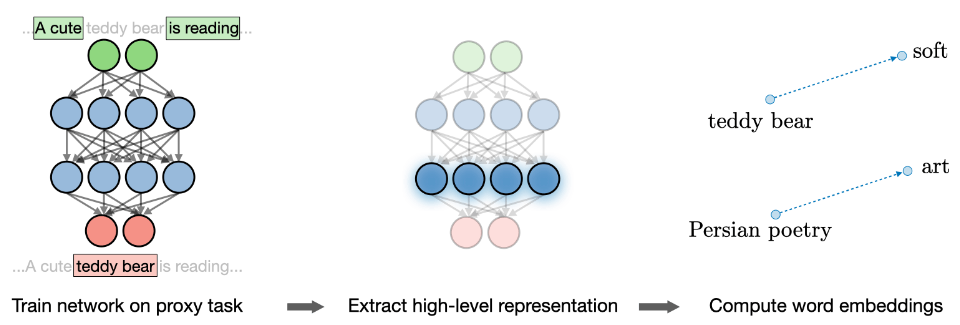 ...A cute teddy bear is reading...
...A cute teddy bear is reading...
soft
teddy bear
art
Persian poetry
Train network on proxy task
Extract high-level representation
Compute word embeddings